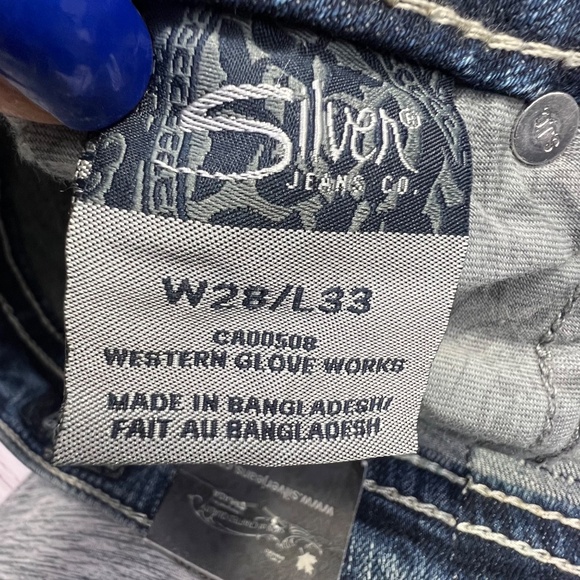 Silver®
JEANS CO.
W28/L33
CA00508
WESTERN GLOVE WORKS
MADE IN BANGLADESH/
FAIT AU BANGLADESH